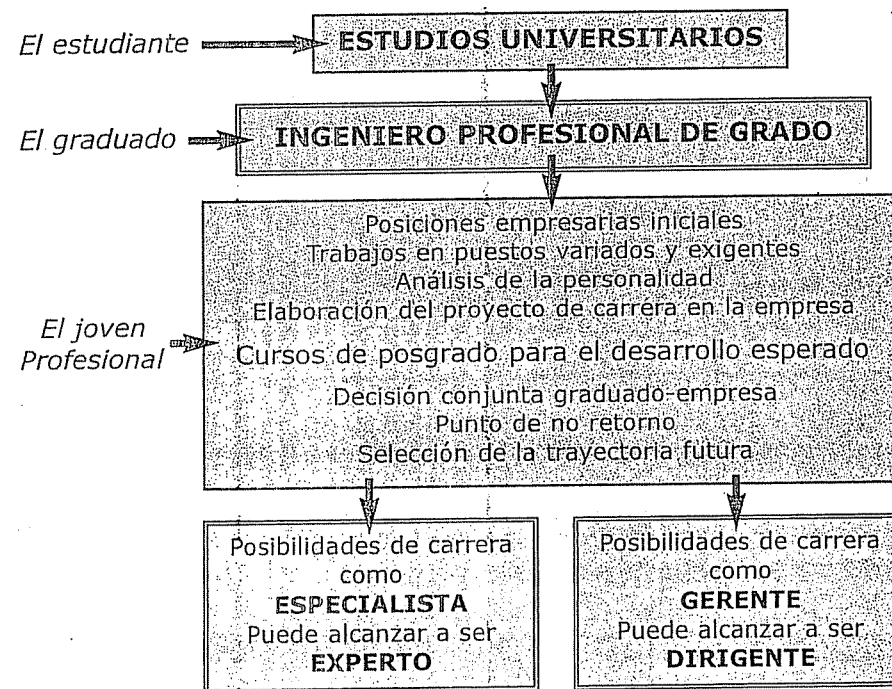 El estudiante
ESTUDIOS UNIVERSITARIOS
El graduado
INGENIERO PROFESIONAL DE GRADO
El joven
Profesional
Posiciones empresarias iniciales
Trabajos en puestos variados y exigentes
Análisis de la personalidad
Elaboración del proyecto de carrera en la empresa
Cursos de posgrado para el desarrollo esperado
Decisión conjunta graduado-empresa
Punto de no retorno
Selección de la trayectoria futura
Posibilidades de carrera
como
ESPECIALISTA
Puede alcanzar a ser
EXPERTO
Posibilidades de carrera
como
GERENTE
Puede alcanzar a ser
DIRIGENTE